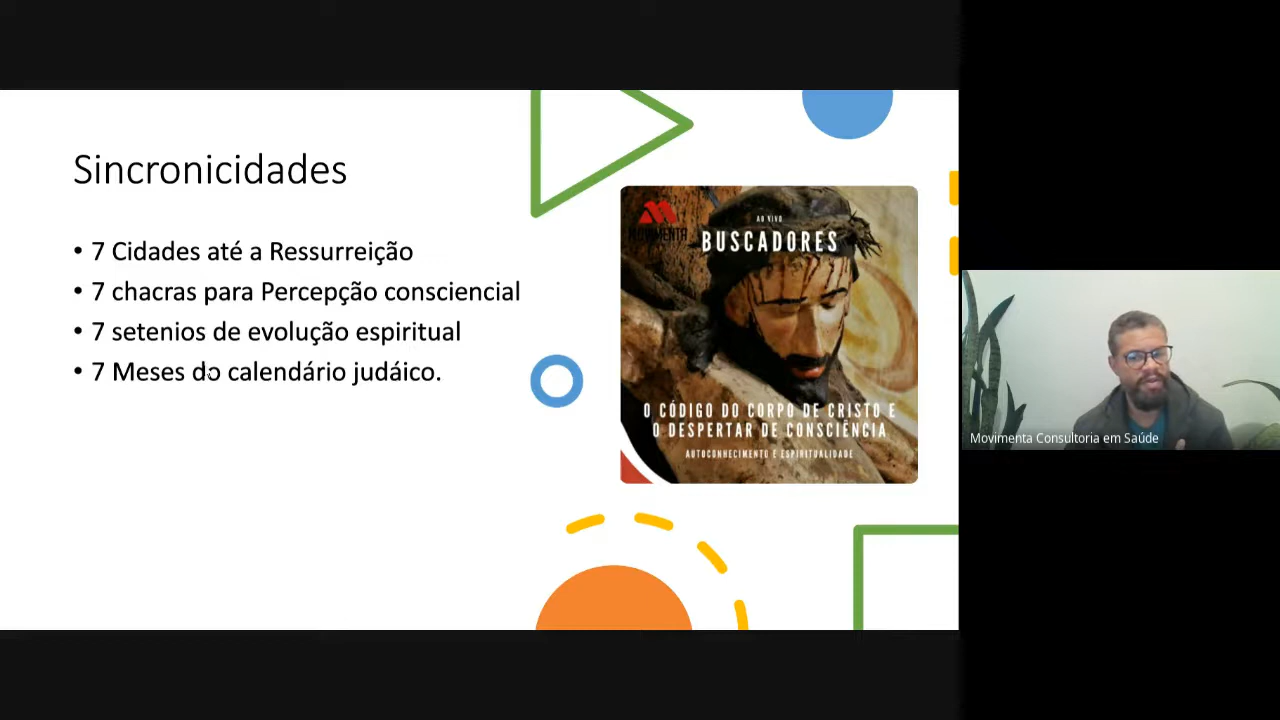 Sincronicidades
• 7 Cidades até a Ressurreição
• 7 chacras para Percepção consciencial
• 7 setenios de evolução espiritual
• 7 Meses do calendário judáico.
MOVIMENTA
AO VIVO
BUSCADORES
O CÓDIGO DO CORPO DE CRISTO E
O DESPERTAR DE CONSCIÊNCIA
AUTOCONHECIMENTO E ESPIRITUALIDADE
Movimenta Consultoria em Saúde